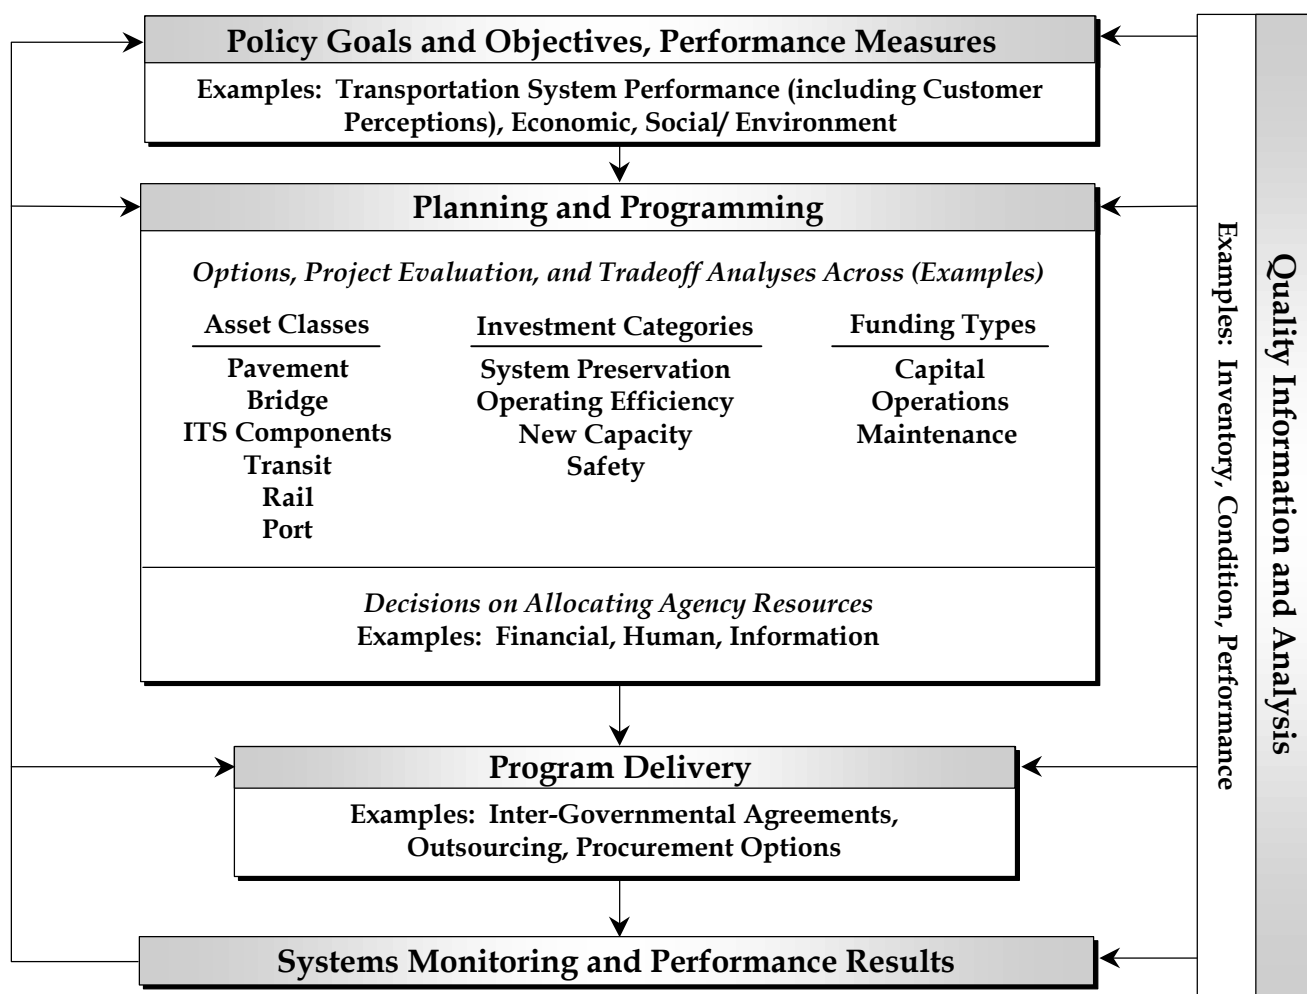 Policy Goals and Objectives, Performance Measures
Examples: Transportation System Performance (including Customer
Perceptions), Economic, Social/ Environment
Planning and Programming
Options, Project Evaluation, and Tradeoff Analyses Across (Examples)
Asset Classes
Pavement
Bridge
ITS Components
Transit
Rail
Port
Investment Categories
System Preservation
Operating Efficiency
New Capacity
Safety
Funding Types
Capital
Operations
Maintenance
Decisions on Allocating Agency Resources
Examples: Financial, Human, Information
Program Delivery
Examples: Inter-Governmental Agreements,
Outsourcing, Procurement Options
Systems Monitoring and Performance Results
Quality Information and Analysis
Examples: Inventory, Condition, Performance